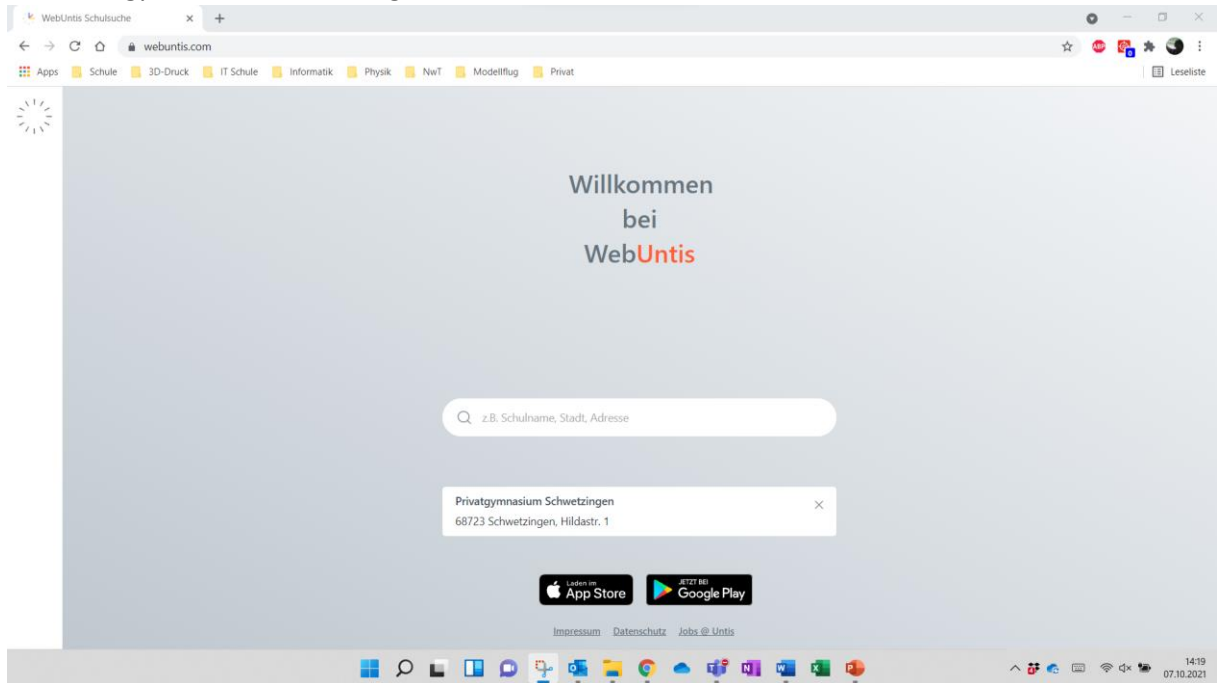 WebUntis Schulsuche
webuntis.com
ABP
0
Apps Schule 3D-Druck IT Schule Informatik Physik NwT Modellflug Privat Leseliste
Willkommen
bei
WebUntis
z.B. Schulname, Stadt, Adresse
Privatgymnasium Schwetzingen
68723 Schwetzingen, Hildastr. 1
Laden im
App Store
JETZT BEI
Google Play
Impressum Datenschutz Jobs @ Untis
14:19
07.10.2021